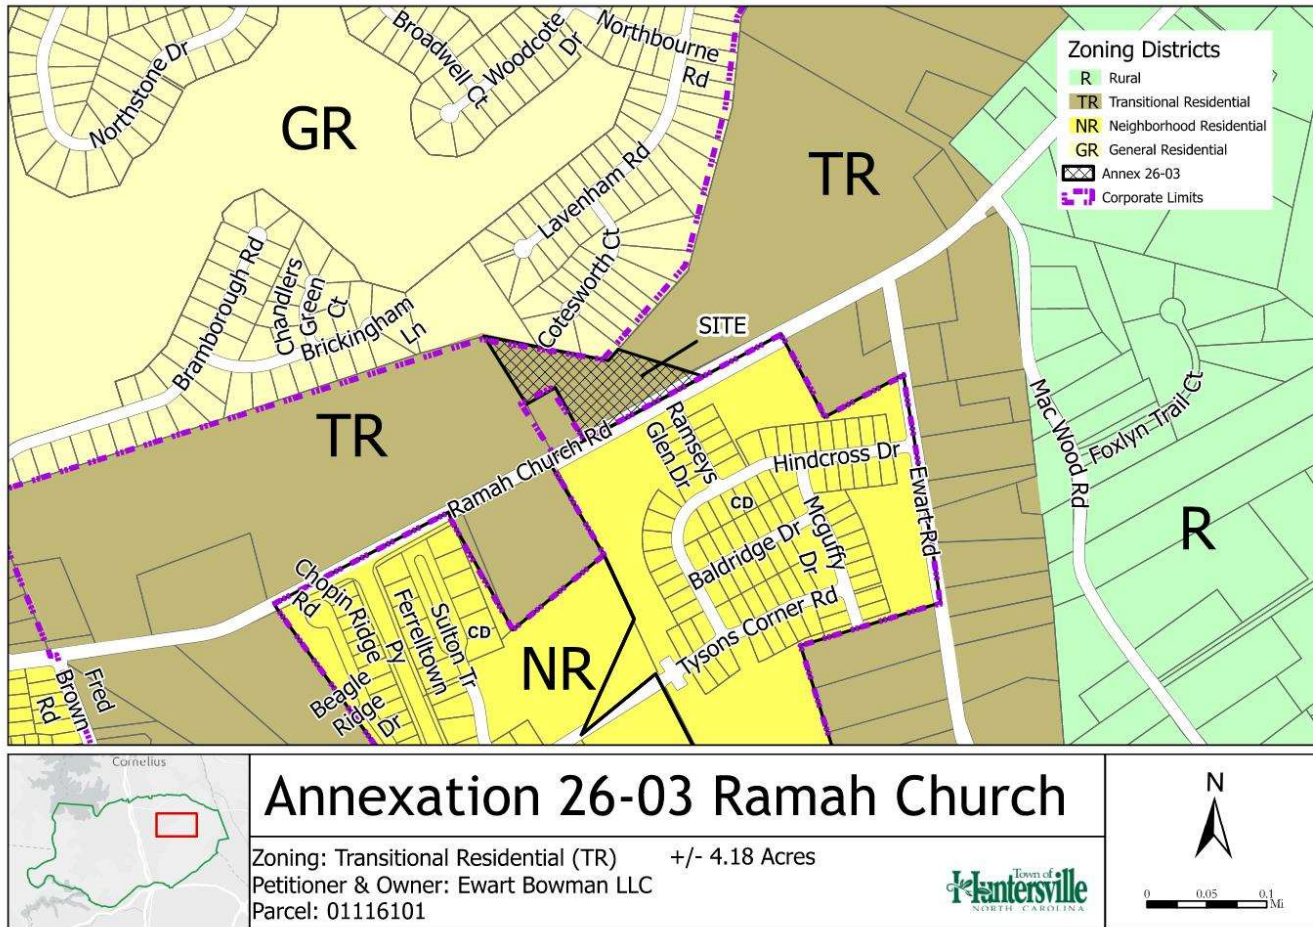 Northstone Dr
Broadwell Ct
Woodcote Dr
Northbourne Rd
GR
TR
Zoning Districts
R Rural
TR Transitional Residential
NR Neighborhood Residential
GR General Residential
Annex 26-03
Corporate Limits
Lavenham Rd
Cotesworth Ct
Bramborough Rd
Chandlers Green Ct
Brickingham Ln
SITE
TR
Ramah Church Rd
Ramseys Glen Dr
Hindcross Dr
CD
Mcguffy Dr
Baldridge Dr
Tysons Corner Rd
Ewart Rd
Mac Wood Rd
Foxlyn Trail Ct
R
Chopin Ridge Rd
Ferrelltown Py
Sulton Tr
CD
Beagle Ridge Dr
NR
Fred Brown Rd
Cornelius
Annexation 26-03 Ramah Church
Zoning: Transitional Residential (TR) +/- 4.18 Acres
Petitioner & Owner: Ewart Bowman LLC
Parcel: 01116101
Town of
Huntersville
NORTH CAROLINA
N
0 0.05 0.1
Mi